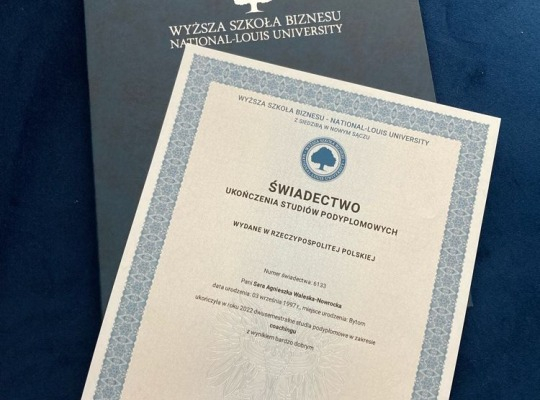 WYŻSZA SZKOŁA BIZNESU
NATIONAL-LOUIS UNIVERSITY
WYŻSZA SZKOŁA BIZNESU - NATIONAL-LOUIS UNIVERSITY
Z SIEDZIBĄ W NOWYM SĄCZU
ŚWIADECTWO
UKOŃCZENIA STUDIÓW PODYPLOMOWYCH
WYDANE W RZECZYPOSPOLITEJ POLSKIEJ
Numer świadectwa: 6133
Pani Sara Agnieszka Waleska-Nowrocka
data urodzenia: 03 września 1997 r., miejsce urodzenia: Bytom
ukończyła w roku 2022 dwusemestralne studia podyplomowe w zakresie
coachingu
z wynikiem bardzo dobrym